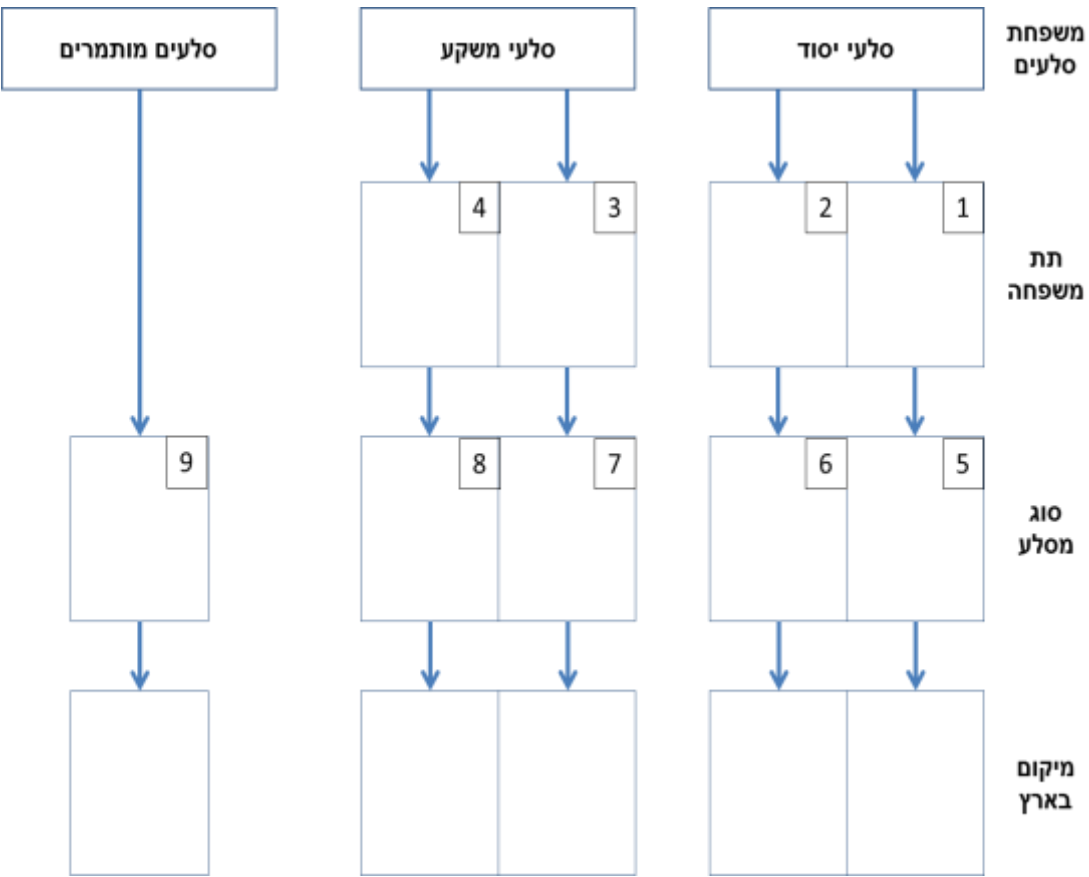 משפחת
סלעים
סלעי יסוד
סלעי משקע
סלעים מותמרים
תת
משפחה
1
2
3
4
סוג
מסלע
5
6
7
8
9
מיקום
בארץ